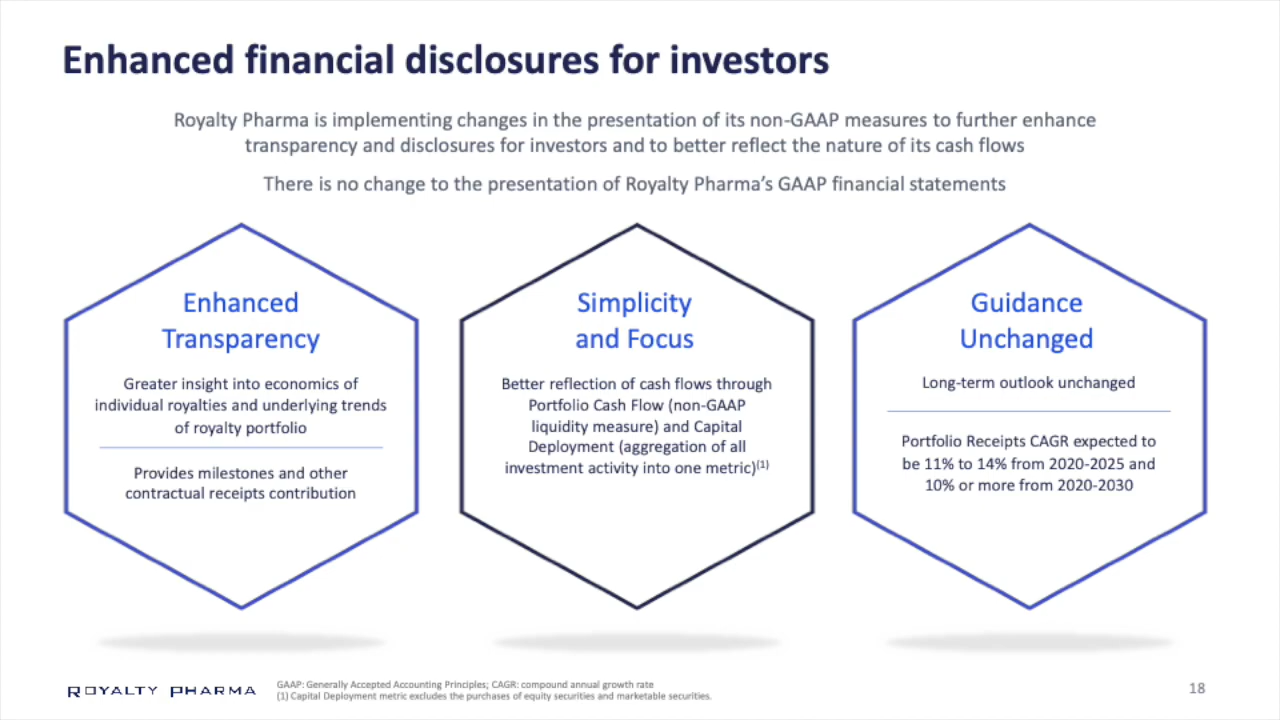 Enhanced financial disclosures for investors
Royalty Pharma is implementing changes in the presentation of its non-GAAP measures to further enhance
transparency and disclosures for investors and to better reflect the nature of its cash flows
There is no change to the presentation of Royalty Pharma's GAAP financial statements
Enhanced
Transparency
Greater insight into economics of
individual royalties and underlying trends
of royalty portfolio
Provides milestones and other
contractual receipts contribution
Simplicity
and Focus
Better reflection of cash flows through
Portfolio Cash Flow (non-GAAP
liquidity measure) and Capital
Deployment (aggregation of all
investment activity into one metric)(1)
Guidance
Unchanged
Long-term outlook unchanged
Portfolio Receipts CAGR expected to
be 11% to 14% from 2020-2025 and
10% or more from 2020-2030
ROYALTY PHARMA
GAAP: Generally Accepted Accounting Principles; CAGR: compound annual growth rate
(1) Capital Deployment metric excludes the purchases of equity securities and marketable securities.
18